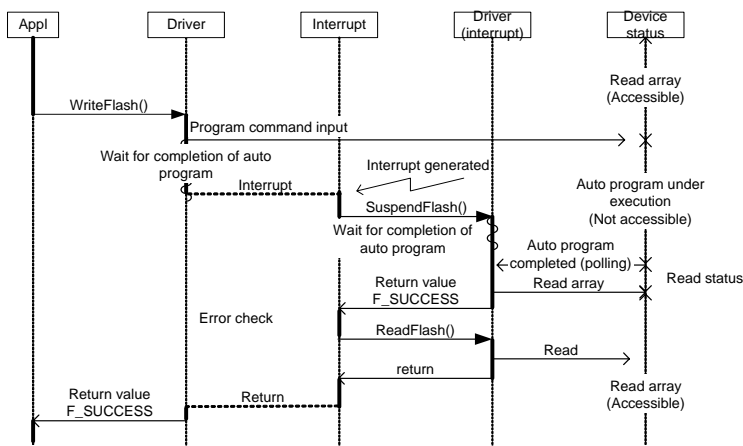 Appl
Driver
Interrupt
Driver
(interrupt)
Device
status
Read array
(Accessible)
WriteFlash()
Program command input
Wait for completion of auto
program
Interrupt generated
Interrupt
Auto program under
execution
(Not accessible)
SuspendFlash()
Wait for completion of
auto program
Auto program
completed (polling)
Read status
Return value
F_SUCCESS
Read array
Error check
ReadFlash()
Read
return
Read array
(Accessible)
Return value
F_SUCCESS
Return